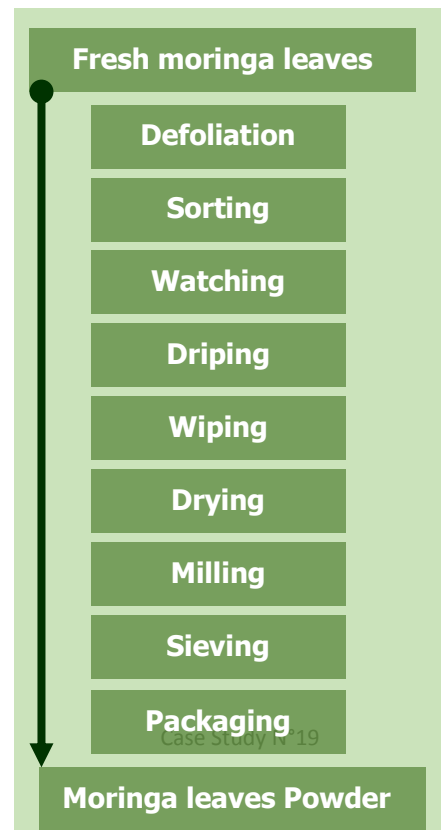 Fresh moringa leaves
Defoliation
Sorting
Watching
Driping
Wiping
Drying
Milling
Sieving
Packaging
Case Study N°19
Moringa leaves Powder